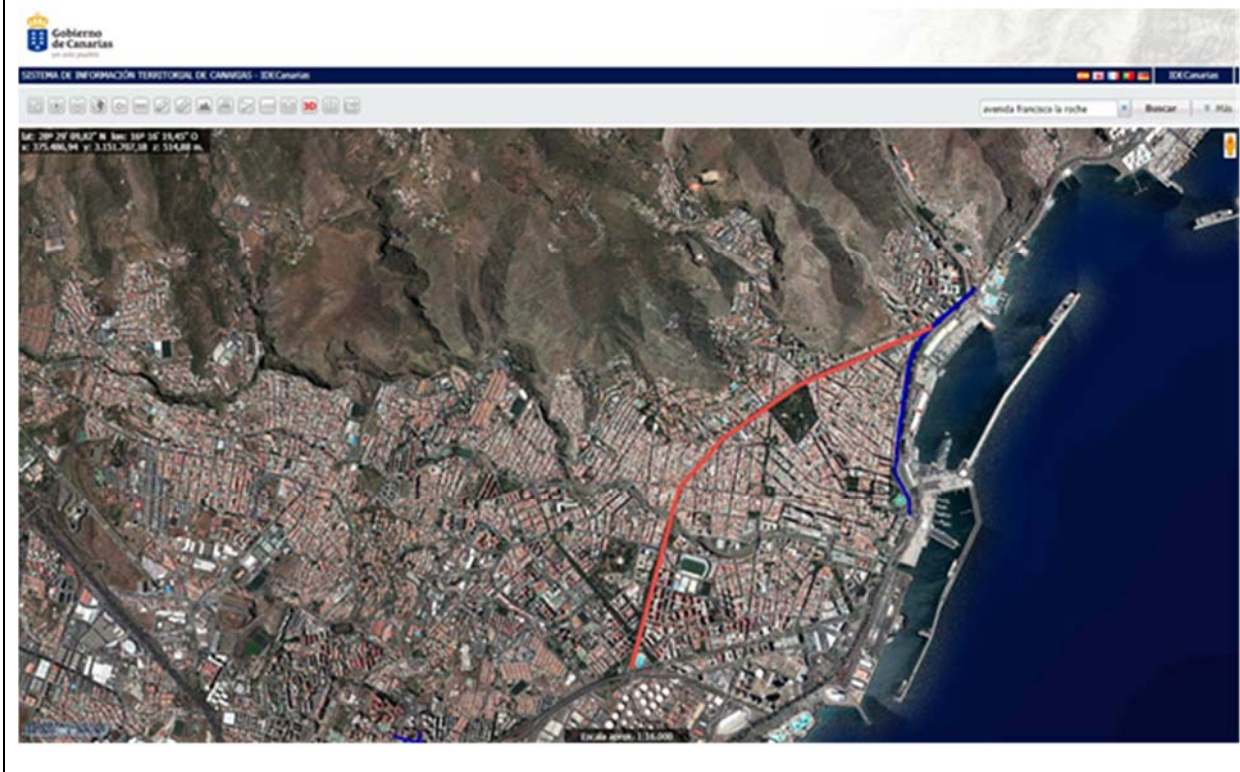 Gobierno
de Canarias
SISTEMA DE INFORMACIÓN TERRITORIAL DE CANARIAS - IDECanarias
IDECanarias
3D
avenida francisco la roche
Buscar
Más
Lat: 28º 29' 09,82" N lon: 16º 16' 19,45" O
x: 375.486,94 y: 3.151.787,18 z: 514,88 m.
Escala aprox. 1:16.000